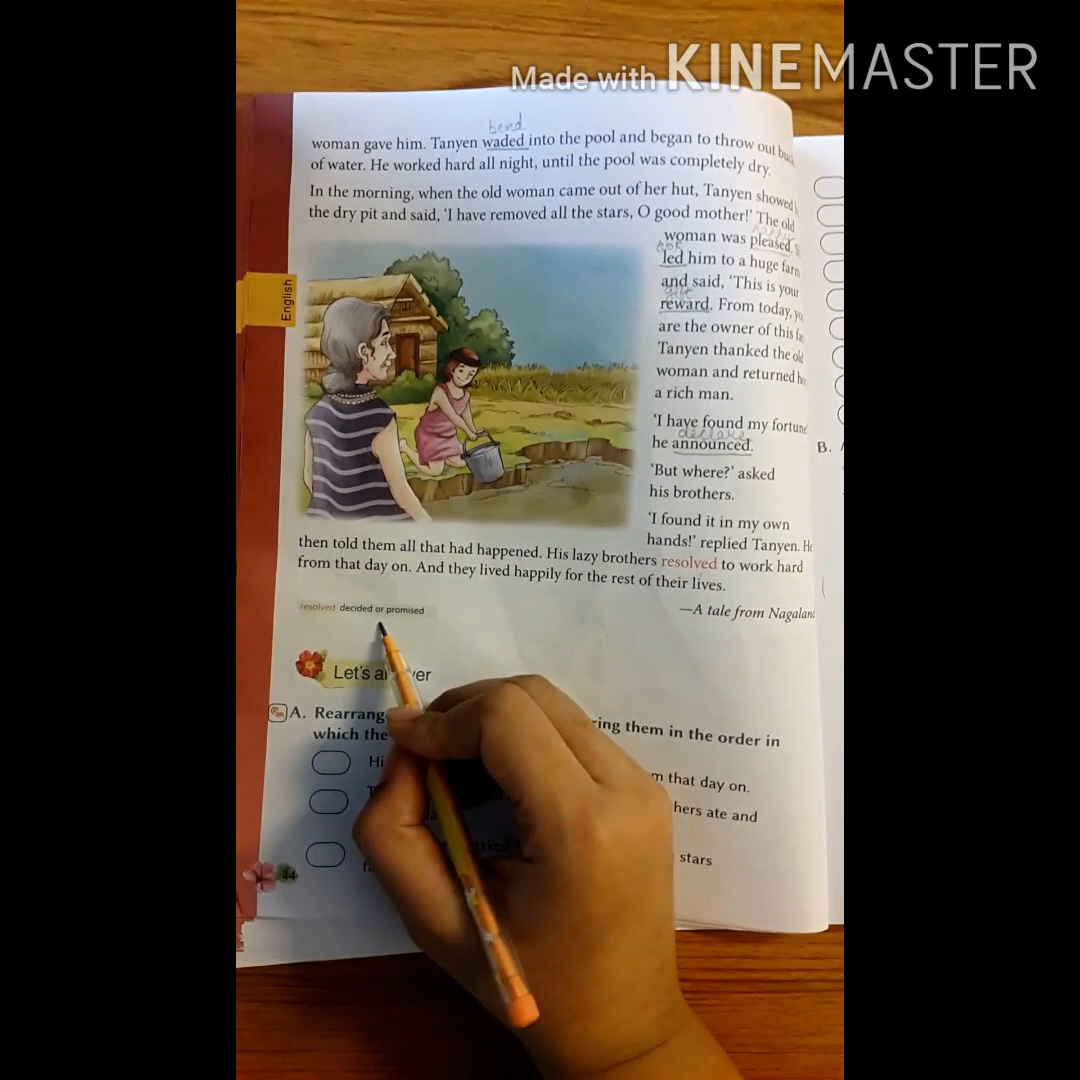 Made with KINEMASTER
bend
woman gave him. Tanyen waded into the pool and began to throw out
of water. He worked hard all night, until the pool was completely dry.
In the morning, when the old woman came out of her hut, Tanyen showed
the dry pit and said, 'I have removed all the stars, O good mother!' The old
happy
woman was pleased.
took
led him to a huge farm
and said, 'This is your
gift
reward. From today,
are the owner of this
Tanyen thanked the old
woman and returned
a rich man.
'I have found my fortune
declare
he announced.
'But where?' asked
his brothers.
'I found it in my own
hands!' replied Tanyen. He
then told them all that had happened. His lazy brothers resolved to work hard
from that day on. And they lived happily for the rest of their lives.
—A tale from Nagaland
resolved decided or promised
English
Let's
A. Rearrang ring them in the order in
which the
Hi m that day on.
hers ate and
asked stars
44
B.